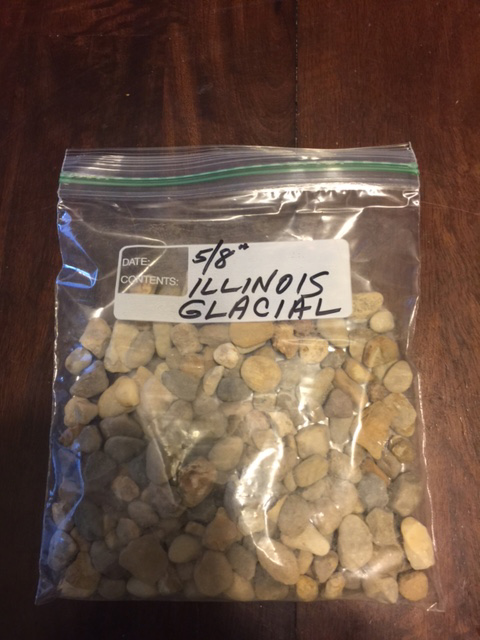 DATE: 5/8"
CONTENTS: ILLINOIS
GLACIAL